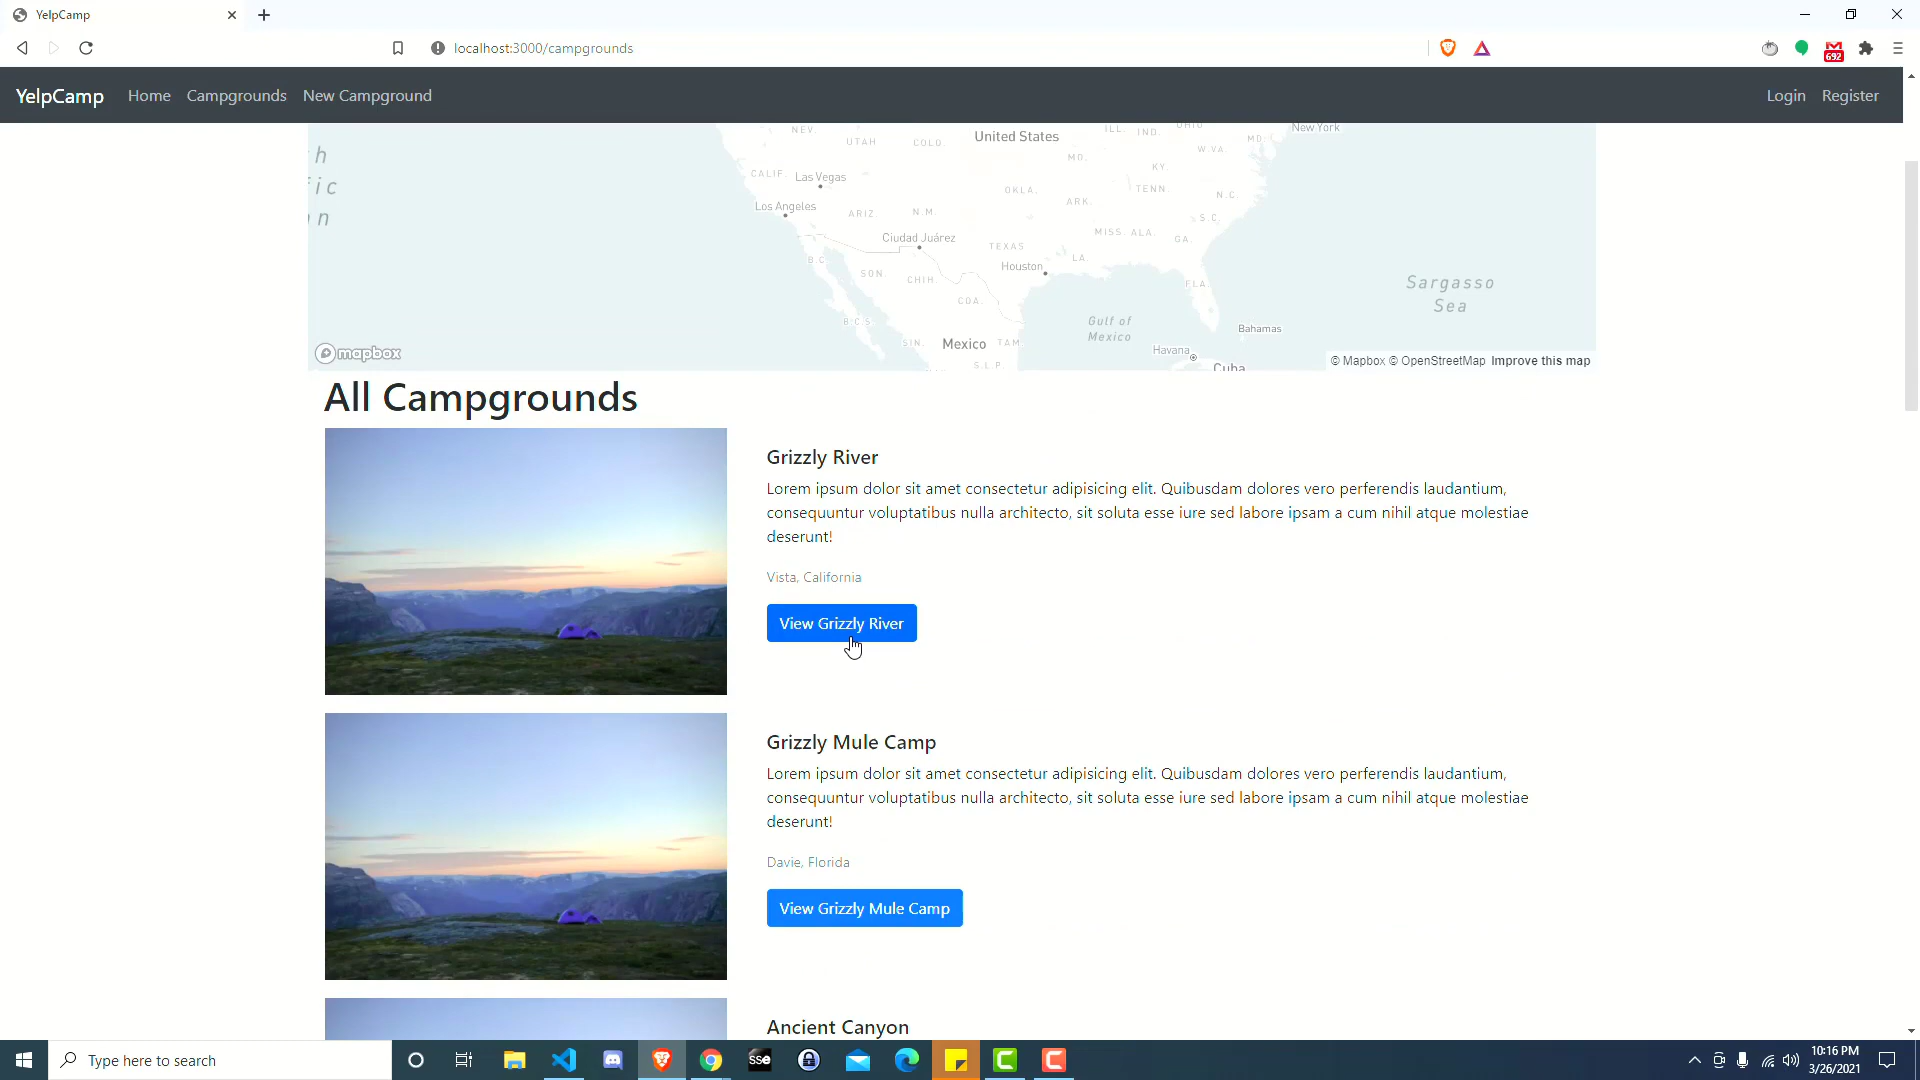 YelpCamp
localhost:3000/campgrounds
692
YelpCamp Home Campgrounds New Campground Login Register
NEV.
UTAH
COLO.
United States
ILL.
IND.
OHIO
MD.
New York
h
fic
n
CALIF.
Las Vegas
MO.
KY.
W.VA.
Los Angeles
ARIZ.
N.M.
OKLA.
ARK.
TENN.
N.C.
S.C.
Ciudad Juárez
TEXAS
MISS.
ALA.
GA.
B.C.
SON.
CHIH.
Houston
LA.
FLA.
COA.
Sargasso
Sea
B.C.S.
Gulf of
Mexico
Bahamas
SIN.
Mexico
TAM
Havana
S.L.P.
Cuba
mapbox
© Mapbox © OpenStreetMap Improve this map
All Campgrounds
Grizzly River
Lorem ipsum dolor sit amet consectetur adipisicing elit. Quibusdam dolores vero perferendis laudantium,
consequuntur voluptatibus nulla architecto, sit soluta esse iure sed labore ipsam a cum nihil atque molestiae
deserunt!
Vista, California
View Grizzly River
Grizzly Mule Camp
Lorem ipsum dolor sit amet consectetur adipisicing elit. Quibusdam dolores vero perferendis laudantium,
consequuntur voluptatibus nulla architecto, sit soluta esse iure sed labore ipsam a cum nihil atque molestiae
deserunt!
Davie, Florida
View Grizzly Mule Camp
Ancient Canyon
Type here to search
SSE
10:16 PM
3/26/2021